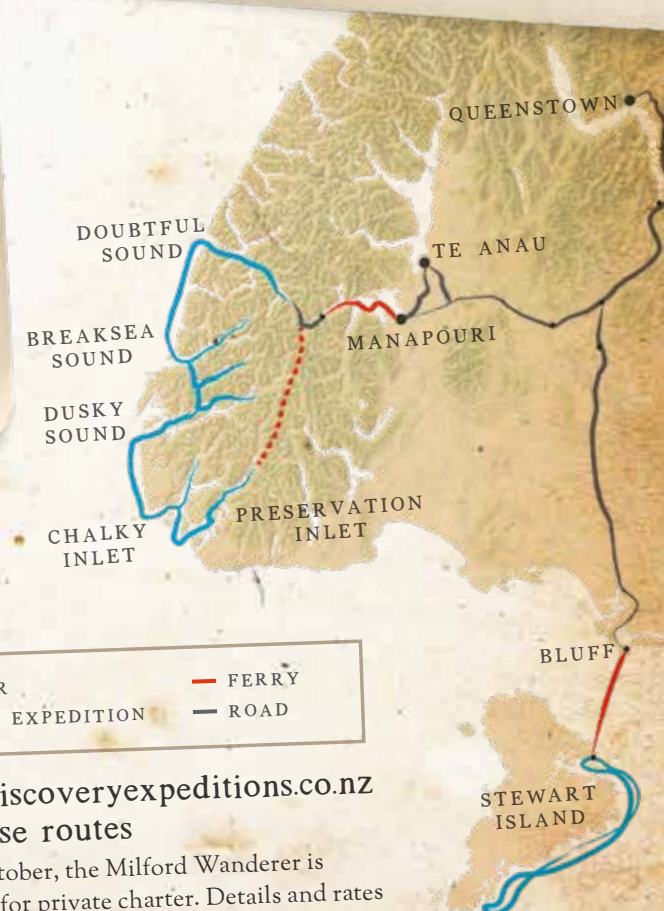 QUEENSTOWN
DOUBTFUL
SOUND
TE ANAU
BREAKSEA
SOUND
MANAPOURI
DUSKY
SOUND
PRESERVATION
INLET
CHALKY
INLET
BLUFF
R
FERRY
EXPEDITION
ROAD
iscoveryexpeditions.co.nz
se routes
STEWART
ISLAND
tober, the Milford Wanderer is
for private charter. Details and rates